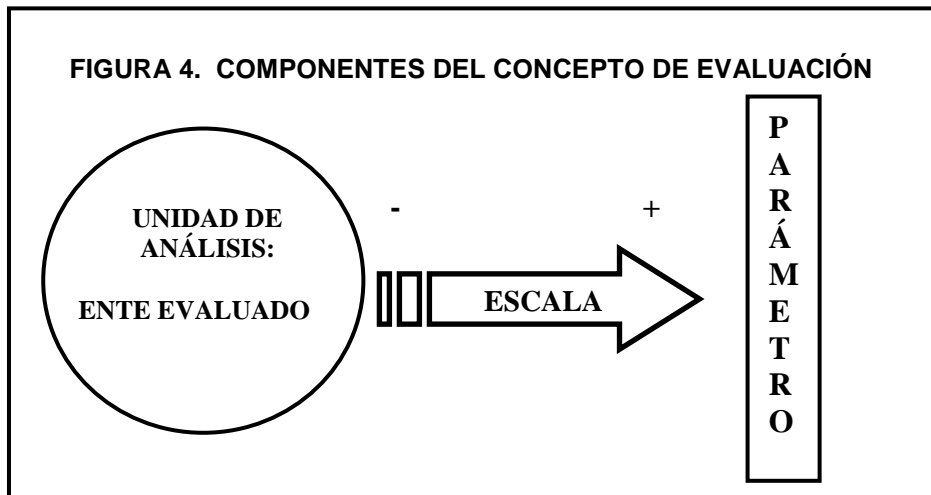 FIGURA 4. COMPONENTES DEL CONCEPTO DE EVALUACIÓN
UNIDAD DE
ANÁLISIS:
ENTE EVALUADO
-
+
ESCALA
P
A
R
Á
M
E
T
R
O